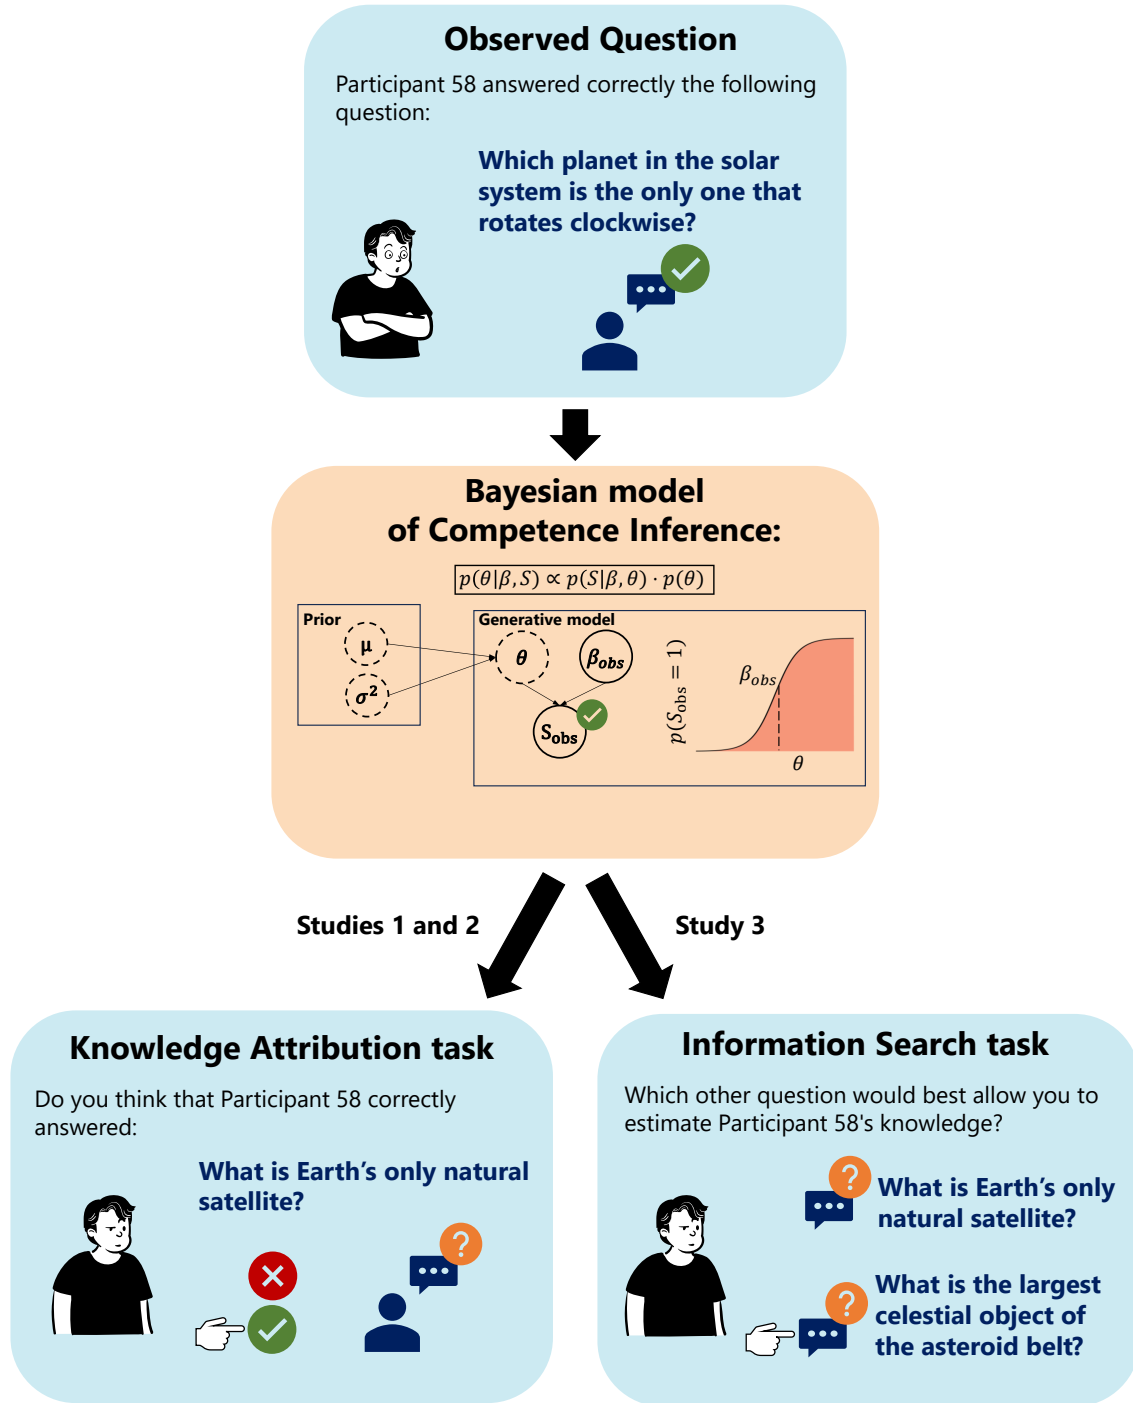 Observed Question
Participant 58 answered correctly the following
question:
Which planet in the solar
system is the only one that
rotates clockwise?
Bayesian model
of Competence Inference:
p(θ|β,S) ∝ p(S|β,θ) · p(θ)
Prior
μ
σ²
Generative model
θ
β_obs
S_obs
p(S_obs = 1)
β_obs
θ
Studies 1 and 2
Study 3
Knowledge Attribution task
Do you think that Participant 58 correctly
answered:
What is Earth’s only natural
satellite?
?
Information Search task
Which other question would best allow you to
estimate Participant 58's knowledge?
?
What is Earth’s only
natural satellite?
?
What is the largest
celestial object of
the asteroid belt?